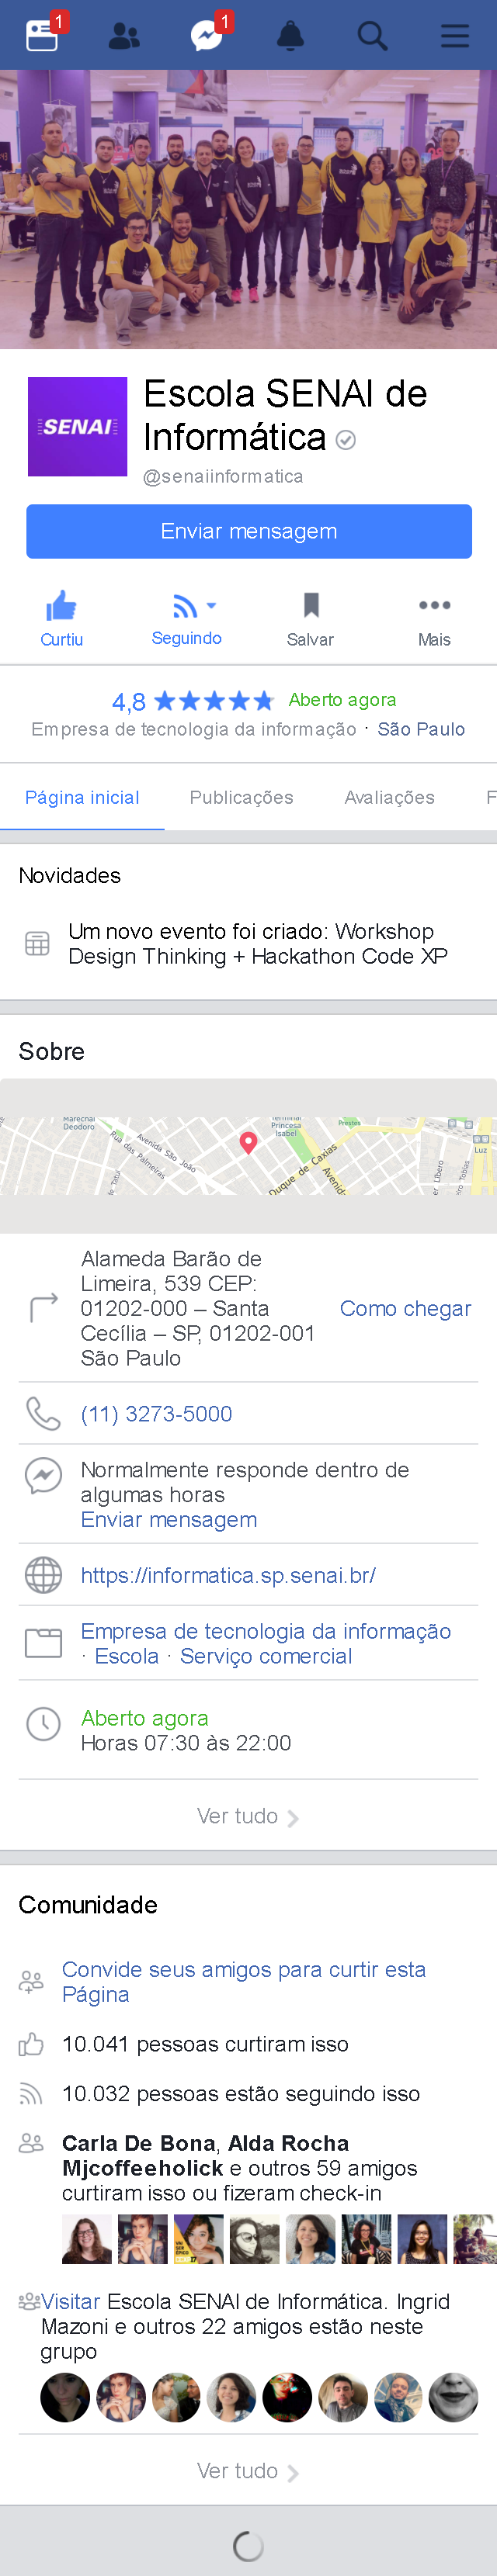 1
1
Escola SENAI de
Informática
SENAI
@senaiinformatica
Enviar mensagem
Curtiu
Seguindo
Salvar
Mais
4,8
Aberto agora
Empresa de tecnologia da informação · São Paulo
Página inicial
Publicações
Avaliações
F
Novidades
Um novo evento foi criado: Workshop
Design Thinking + Hackathon Code XP
Sobre
Marechal
Deodoro
Rua das Palmeiras
Avenida São João
Terminal
Princesa
Isabel
Prestes
Duque de Caxias
Luz
Alameda Barão de
Limeira, 539 CEP:
01202-000 – Santa
Cecília – SP, 01202-001
São Paulo
Como chegar
(11) 3273-5000
Normalmente responde dentro de
algumas horas
Enviar mensagem
https://informatica.sp.senai.br/
Empresa de tecnologia da informação
· Escola · Serviço comercial
Aberto agora
Horas 07:30 às 22:00
Ver tudo
Comunidade
Convide seus amigos para curtir esta
Página
10.041 pessoas curtiram isso
10.032 pessoas estão seguindo isso
Carla De Bona, Alda Rocha
Mjcoffeeholick e outros 59 amigos
curtiram isso ou fizeram check-in
Visitar Escola SENAI de Informática. Ingrid
Mazoni e outros 22 amigos estão neste
grupo
Ver tudo